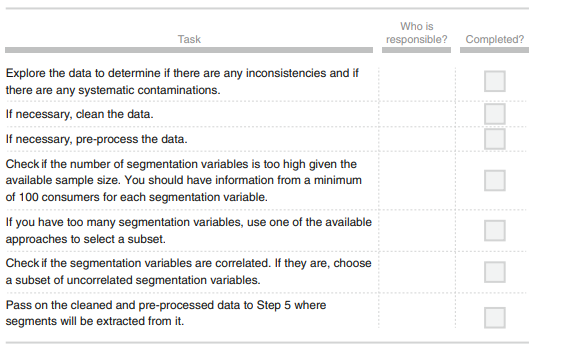 Who is
Task responsible? Completed?
Explore the data to determine if there are any inconsistencies and if
there are any systematic contaminations.
If necessary, clean the data.
If necessary, pre-process the data.
Check if the number of segmentation variables is too high given the
available sample size. You should have information from a minimum
of 100 consumers for each segmentation variable.
If you have too many segmentation variables, use one of the available
approaches to select a subset.
Check if the segmentation variables are correlated. If they are, choose
a subset of uncorrelated segmentation variables.
Pass on the cleaned and pre-processed data to Step 5 where
segments will be extracted from it.